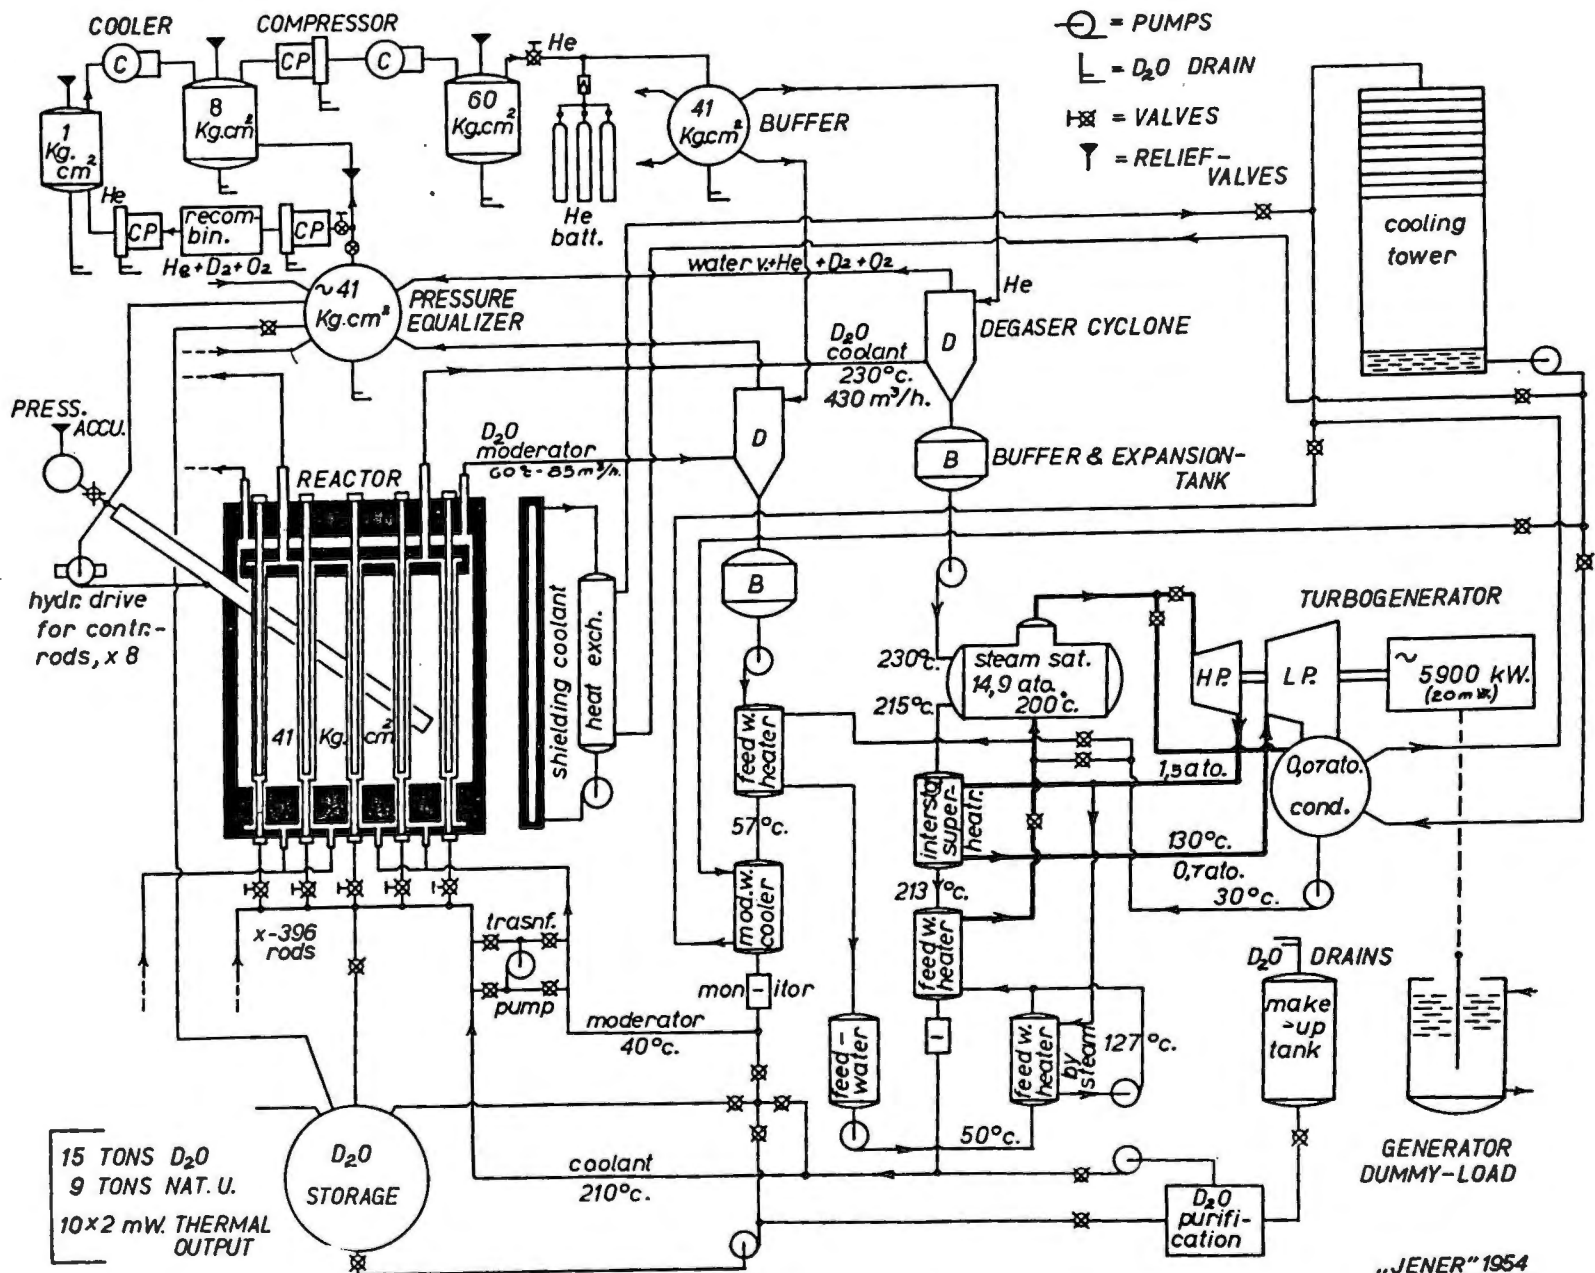 COOLER
COMPRESSOR
C
CP
C
He
1
Kg.
cm²
8
Kg.cm²
60
Kg.cm²
41
Kg.cm²
BUFFER
= PUMPS
= D₂O DRAIN
= VALVES
= RELIEF-
VALVES
He
batt.
He
CP
recom-
bin.
CP
He+D₂+O₂
~41
Kg.cm²
PRESSURE
EQUALIZER
water v.+He +D₂+O₂
He
D
DEGASER CYCLONE
cooling
tower
D₂O
coolant
230°c.
430 m³/h.
PRESS.
ACCU.
D₂O
moderator
60°c-85m³/h.
D
B
BUFFER & EXPANSION-
TANK
REACTOR
hydr. drive
for contr.-
rods, x 8
41 Kg. cm²
shielding coolant
heat exch.
B
230°c.
215°c.
steam sat.
14,9 ato.
200°c.
TURBOGENERATOR
H.P.
L.P.
~
5900 kW.
feed w.
heater
57°c.
mod.w.
cooler
mon-itor
interstg
super-
heatr.
1,5 ato.
130°c.
0,7ato.
0,07ato.
cond.
30°c.
213°c.
feed w.
heater
x-396
rods
trasnf.
pump
moderator
40°c.
feed-
water
feed w.
heater
by steam
127°c.
50°c.
D₂O DRAINS
make
-up
tank
GENERATOR
DUMMY-LOAD
15 TONS D₂O
9 TONS NAT. U.
10×2 mW. THERMAL
OUTPUT
D₂O
STORAGE
coolant
210°c.
D₂O
purifi-
cation
„JENER" 1954